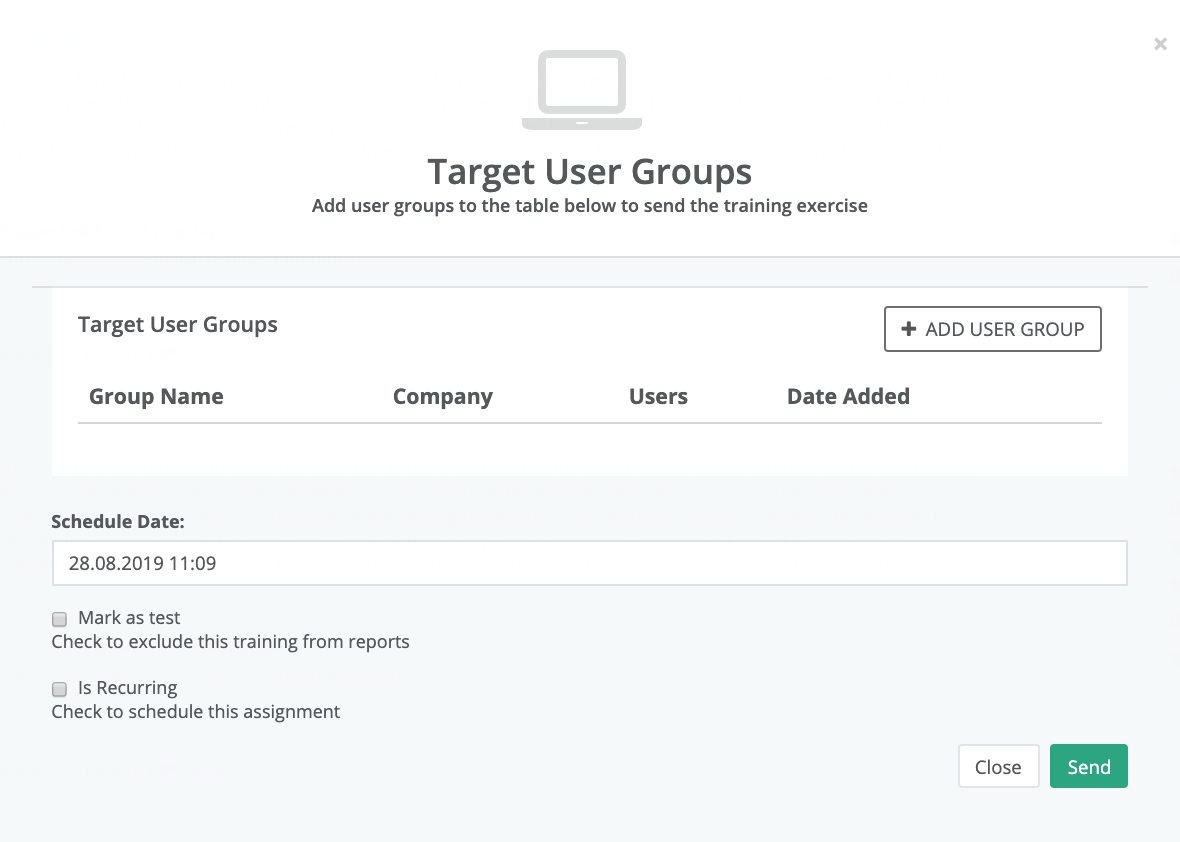 ×
Target User Groups
Add user groups to the table below to send the training exercise
Target User Groups
+ ADD USER GROUP
Group Name Company Users Date Added
Schedule Date:
28.08.2019 11:09
Mark as test
Check to exclude this training from reports
Is Recurring
Check to schedule this assignment
Close Send